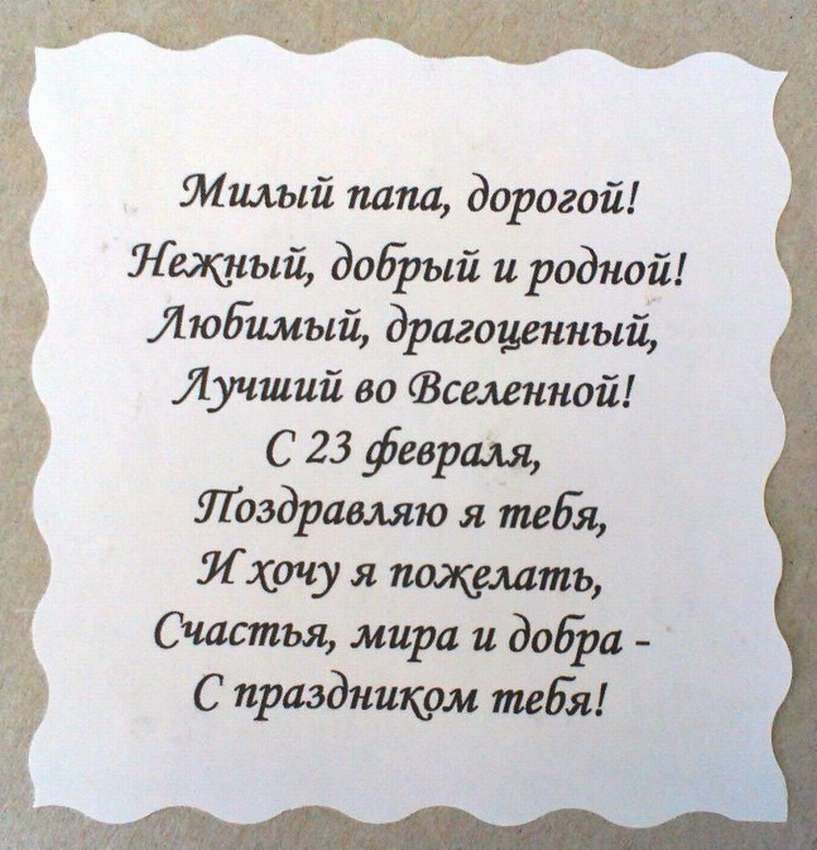 Милый папа, дорогой!
Нежный, добрый и родной!
Любимый, драгоценный,
Лучший во Вселенной!
С 23 февраля,
Поздравляю я тебя,
И хочу я пожелать,
Счастья, мира и добра -
С праздником тебя!